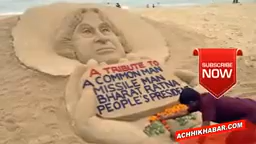 A TRIBUTE TO
A COMMON MAN
MISSILE MAN
BHARAT RATNA
PEOPLE'S PRESIDENT
SUBSCRIBE
NOW
ACHHIKHABAR.COM